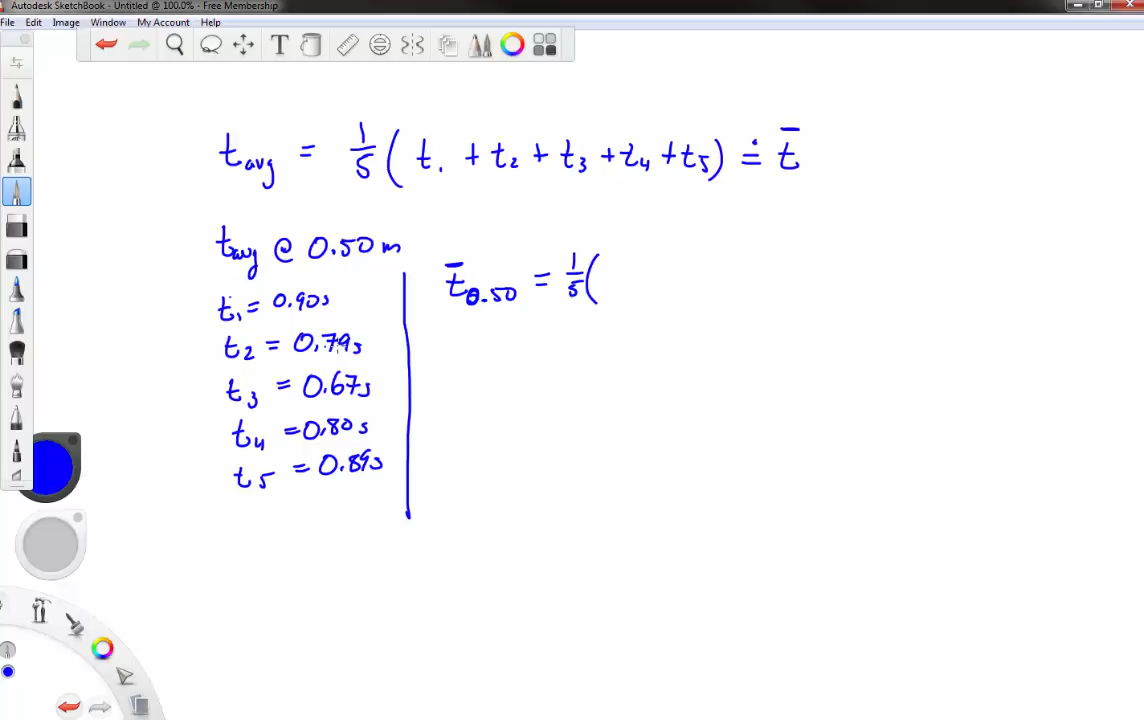 Autodesk SketchBook - Untitled @ 100.0% - Free Membership
File Edit Image Window My Account Help
t avg = 1/5 ( t1 + t2 + t3 + t4 + t5 ) ≐ t̄
t avg @ 0.50 m
t̄ 0.50 = 1/5 (
t1 = 0.90s
t2 = 0.79s
t3 = 0.67s
t4 = 0.80s
t5 = 0.89s